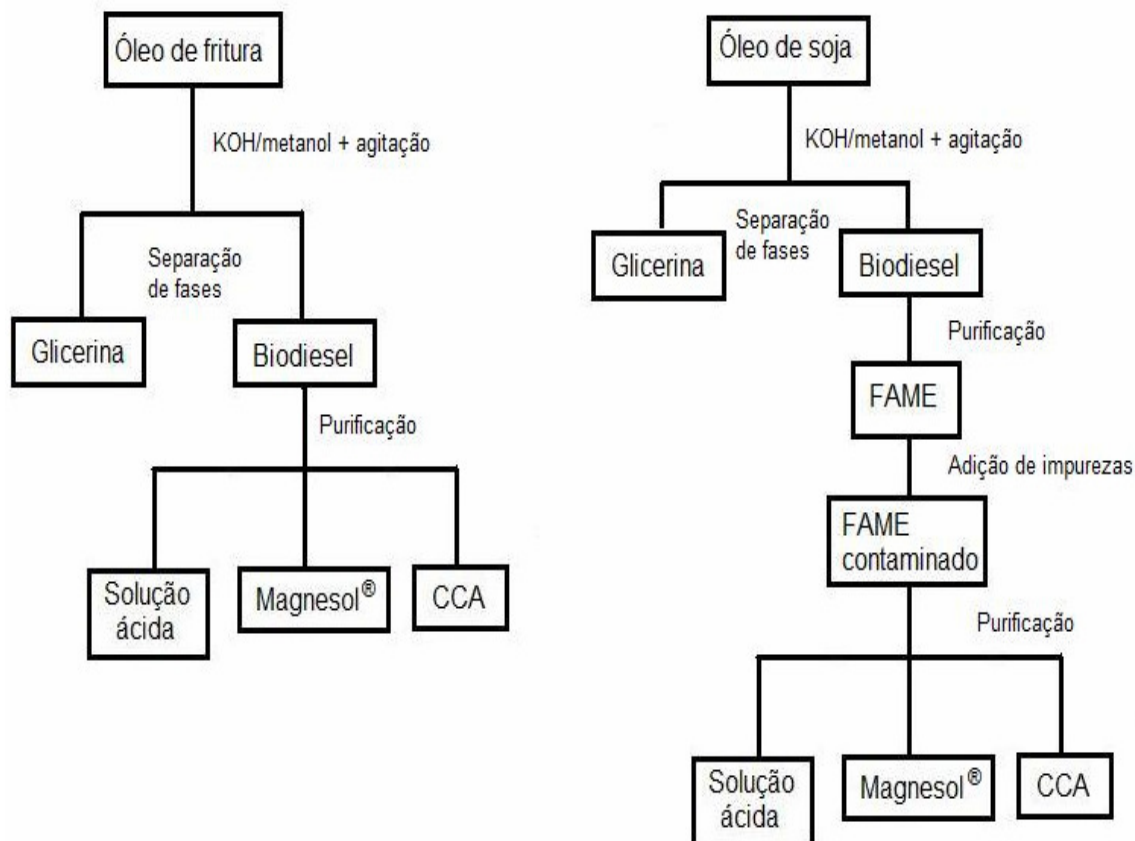 Óleo de fritura
KOH/metanol + agitação
Separação
de fases
Glicerina
Biodiesel
Purificação
Solução
ácida
Magnesol®
CCA
Óleo de soja
KOH/metanol + agitação
Separação
de fases
Glicerina
Biodiesel
Purificação
FAME
Adição de impurezas
FAME
contaminado
Purificação
Solução
ácida
Magnesol®
CCA